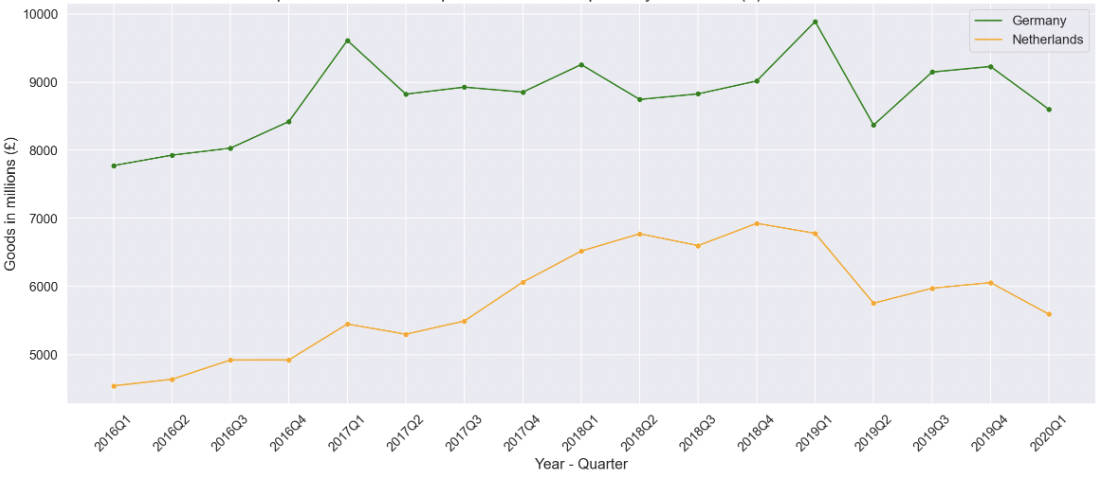 10000
9000
8000
7000
6000
5000
Goods in millions (£)
Germany
Netherlands
2016Q1
2016Q2
2016Q3
2016Q4
2017Q1
2017Q2
2017Q3
2017Q4
2018Q1
2018Q2
2018Q3
2018Q4
2019Q1
2019Q2
2019Q3
2019Q4
2020Q1
Year - Quarter